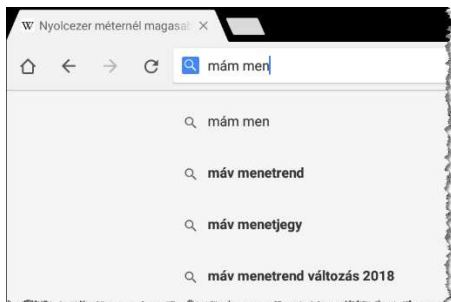 W Nyolcezer méternél magasa
mám men
mám men
máv menetrend
máv menetjegy
máv menetrend változás 2018